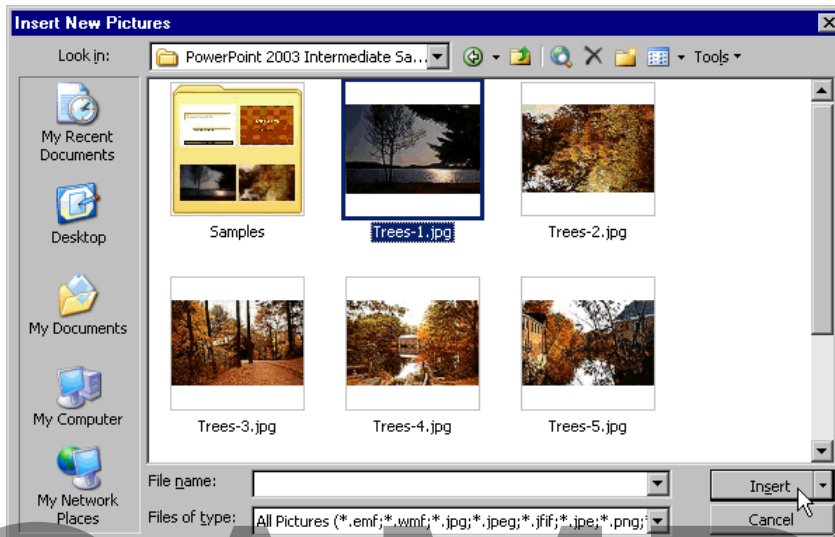 Insert New Pictures
Look in:
PowerPoint 2003 Intermediate Sa...
Tools
My Recent
Documents
Desktop
My Documents
My Computer
My Network
Places
Samples
Trees-1.jpg
Trees-2.jpg
Trees-3.jpg
Trees-4.jpg
Trees-5.jpg
File name:
Insert
Files of type:
All Pictures (*.emf;*.wmf;*.jpg;*.jpeg;*.jfif;*.jpe;*.png;
Cancel